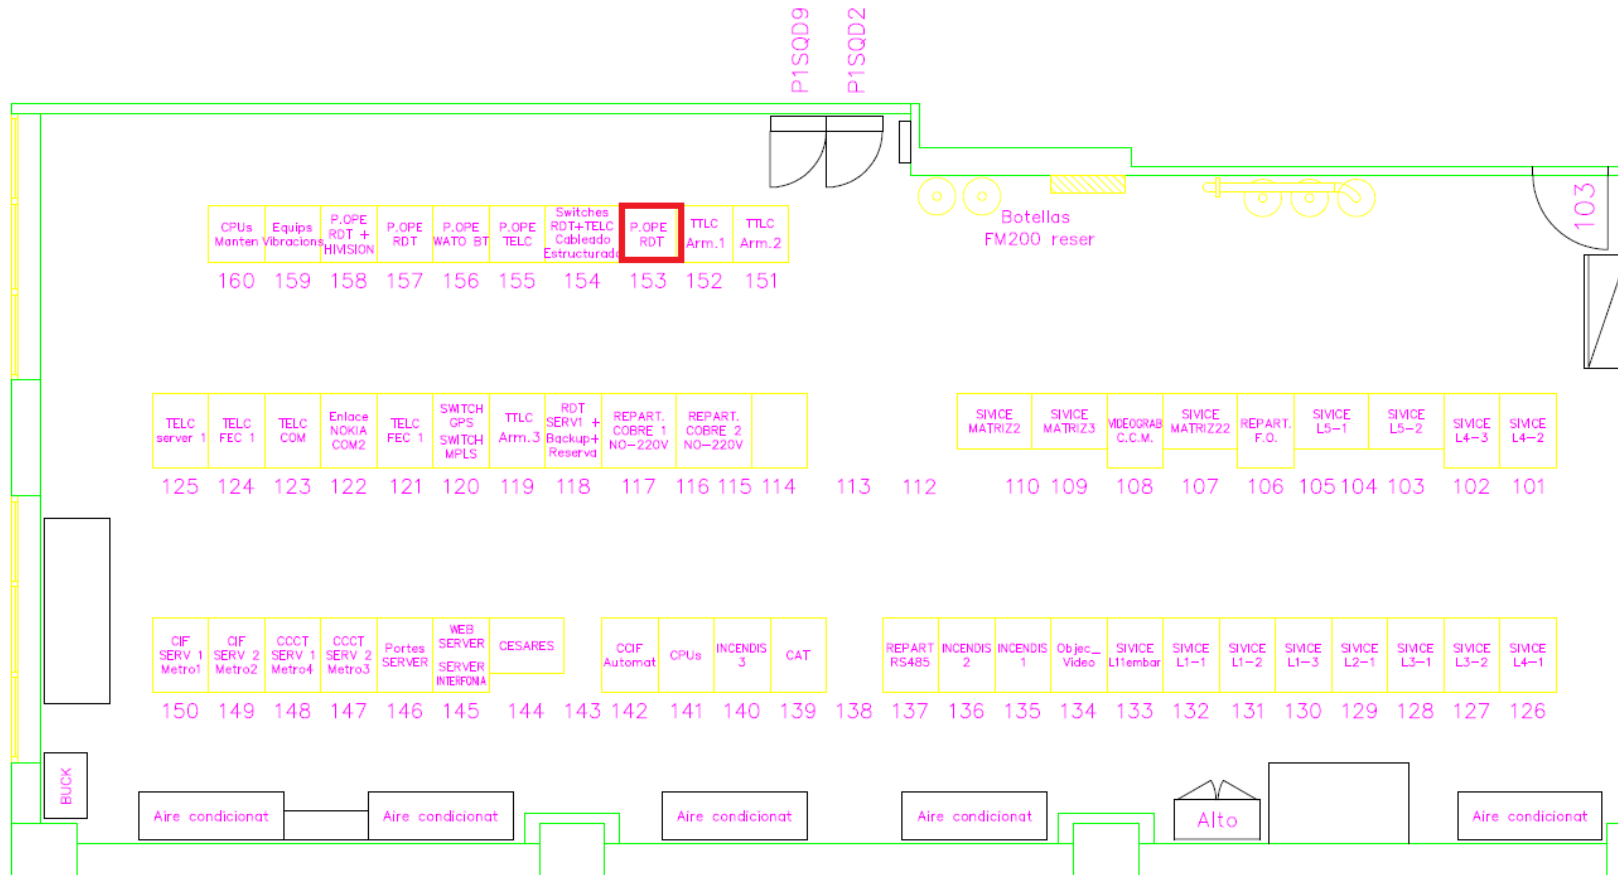 P1SQD9
P1SQD2
103
Botellas
FM200 reser
CPUs
Manten
Equips
Vibracions
P.OPE
RDT +
HIVISION
P.OPE
RDT
P.OPE
WATO BT
P.OPE
TELC
Switches
RDT+TELC
Cableado
Estructurado
P.OPE
RDT
TTLC
Arm.1
TTLC
Arm.2
160 159 158 157 156 155 154 153 152 151
TELC
server 1
TELC
FEC 1
TELC
COM
Enlace
NOKIA
COM2
TELC
FEC 1
SWITCH
GPS
SWITCH
MPLS
TTLC
Arm.3
RDT
SERV1 +
Backup+
Reserva
REPART.
COBRE 1
NO-220V
REPART.
COBRE 2
NO-220V
SIVICE
MATRIZ2
SIVICE
MATRIZ3
VIDEOGRAB
C.C.M.
SIVICE
MATRIZ22
REPART.
F.O.
SIVICE
L5-1
SIVICE
L5-2
SIVICE
L4-3
SIVICE
L4-2
125 124 123 122 121 120 119 118 117 116 115 114 113 112 110 109 108 107 106 105 104 103 102 101
CIF
SERV 1
Metro1
CIF
SERV 2
Metro2
CCCT
SERV 1
Metro4
CCCT
SERV 2
Metro3
Portes
SERVER
WEB
SERVER
SERVER
INTERFONIA
CESARES
CCIF
Automat
CPUs
INCENDIS
3
CAT
REPART
RS485
INCENDIS
2
INCENDIS
1
Objec_
Video
SIVICE
L11embar
SIVICE
L1-1
SIVICE
L1-2
SIVICE
L1-3
SIVICE
L2-1
SIVICE
L3-1
SIVICE
L3-2
SIVICE
L4-1
150 149 148 147 146 145 144 143 142 141 140 139 138 137 136 135 134 133 132 131 130 129 128 127 126
BUCK
Aire condicionat
Aire condicionat
Aire condicionat
Aire condicionat
Alto
Aire condicionat